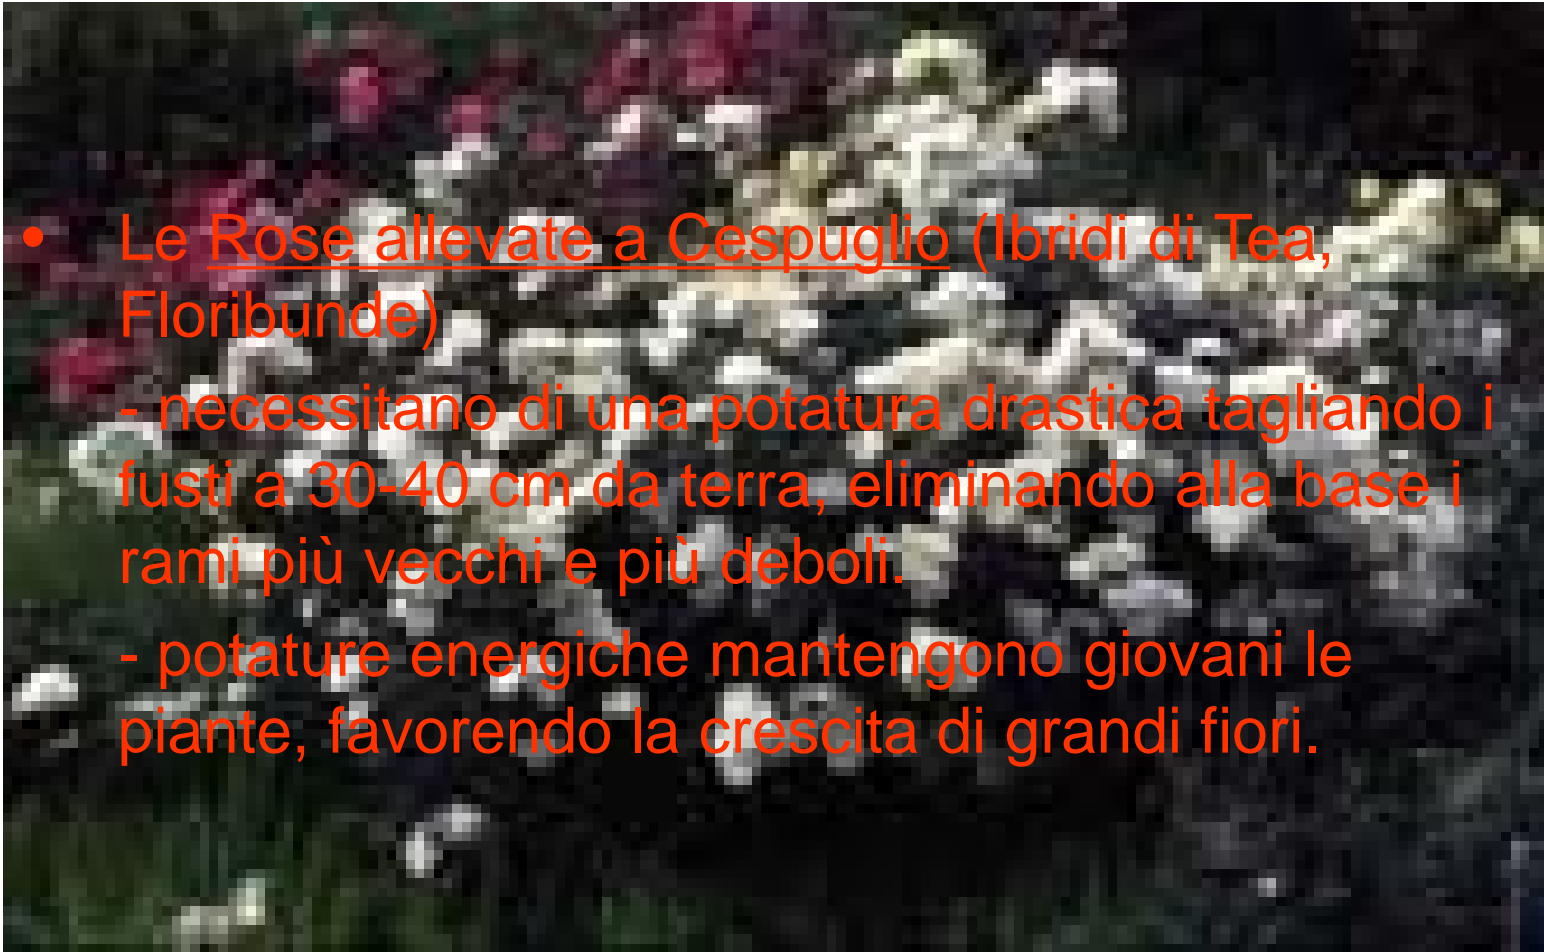 • Le Rose allevate a Cespuglio (Ibridi di Tea,
Floribunde)
- necessitano di una potatura drastica tagliando i
fusti a 30-40 cm da terra, eliminando alla base i
rami più vecchi e più deboli.
- potature energiche mantengono giovani le
piante, favorendo la crescita di grandi fiori.